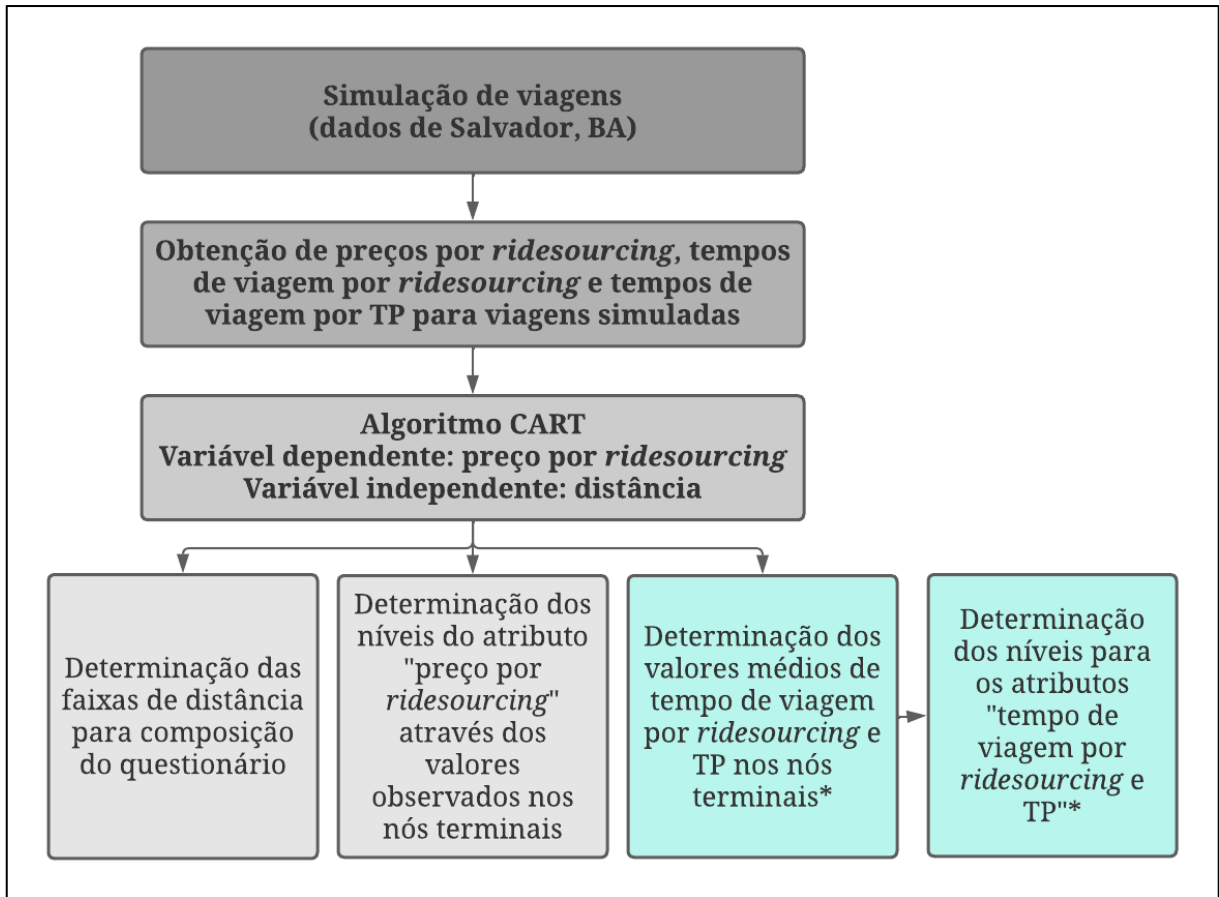 Simulação de viagens
(dados de Salvador, BA)
Obtenção de preços por ridesourcing, tempos
de viagem por ridesourcing e tempos de
viagem por TP para viagens simuladas
Algoritmo CART
Variável dependente: preço por ridesourcing
Variável independente: distância
Determinação das
faixas de distância
para composição
do questionário
Determinação dos
níveis do atributo
"preço por
ridesourcing"
através dos
valores
observados nos
nós terminais
Determinação dos
valores médios de
tempo de viagem
por ridesourcing e
TP nos nós
terminais*
Determinação
dos níveis para
os atributos
"tempo de
viagem por
ridesourcing e
TP"*